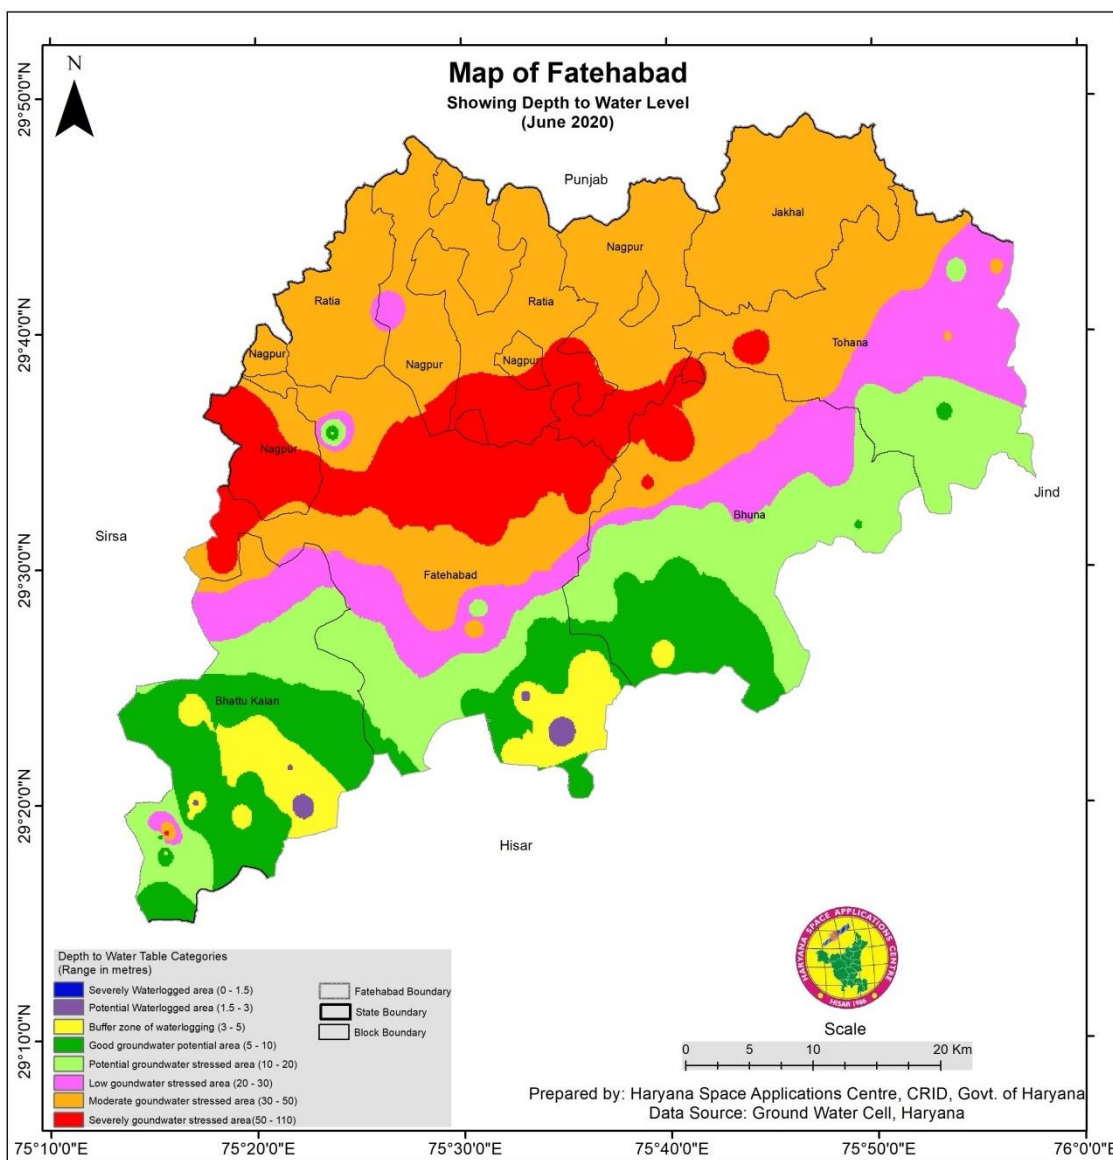 N
Map of Fatehabad
Showing Depth to Water Level
(June 2020)
29°50'0"N
29°40'0"N
29°30'0"N
29°20'0"N
29°10'0"N
Punjab
Jakhal
Nagpur
Ratia
Ratia
Tohana
Nagpur
Nagpur
Nagpur
Nagpur
Jind
Bhuna
Sirsa
Fatehabad
Bhattu Kalan
Hisar
HARYANA SPACE APPLICATIONS CENTRE
HISAR 1986
Depth to Water Table Categories
(Range in metres)
Severely Waterlogged area (0 - 1.5)
Potential Waterlogged area (1.5 - 3)
Buffer zone of waterlogging (3 - 5)
Good groundwater potential area (5 - 10)
Potential groundwater stressed area (10 - 20)
Low goundwater stressed area (20 - 30)
Moderate goundwater stressed area (30 - 50)
Severely goundwater stressed area(50 - 110)
Fatehabad Boundary
State Boundary
Block Boundary
Scale
0 5 10 20 Km
Prepared by: Haryana Space Applications Centre, CRID, Govt. of Haryana
Data Source: Ground Water Cell, Haryana
75°10'0"E 75°20'0"E 75°30'0"E 75°40'0"E 75°50'0"E 76°0'0"E